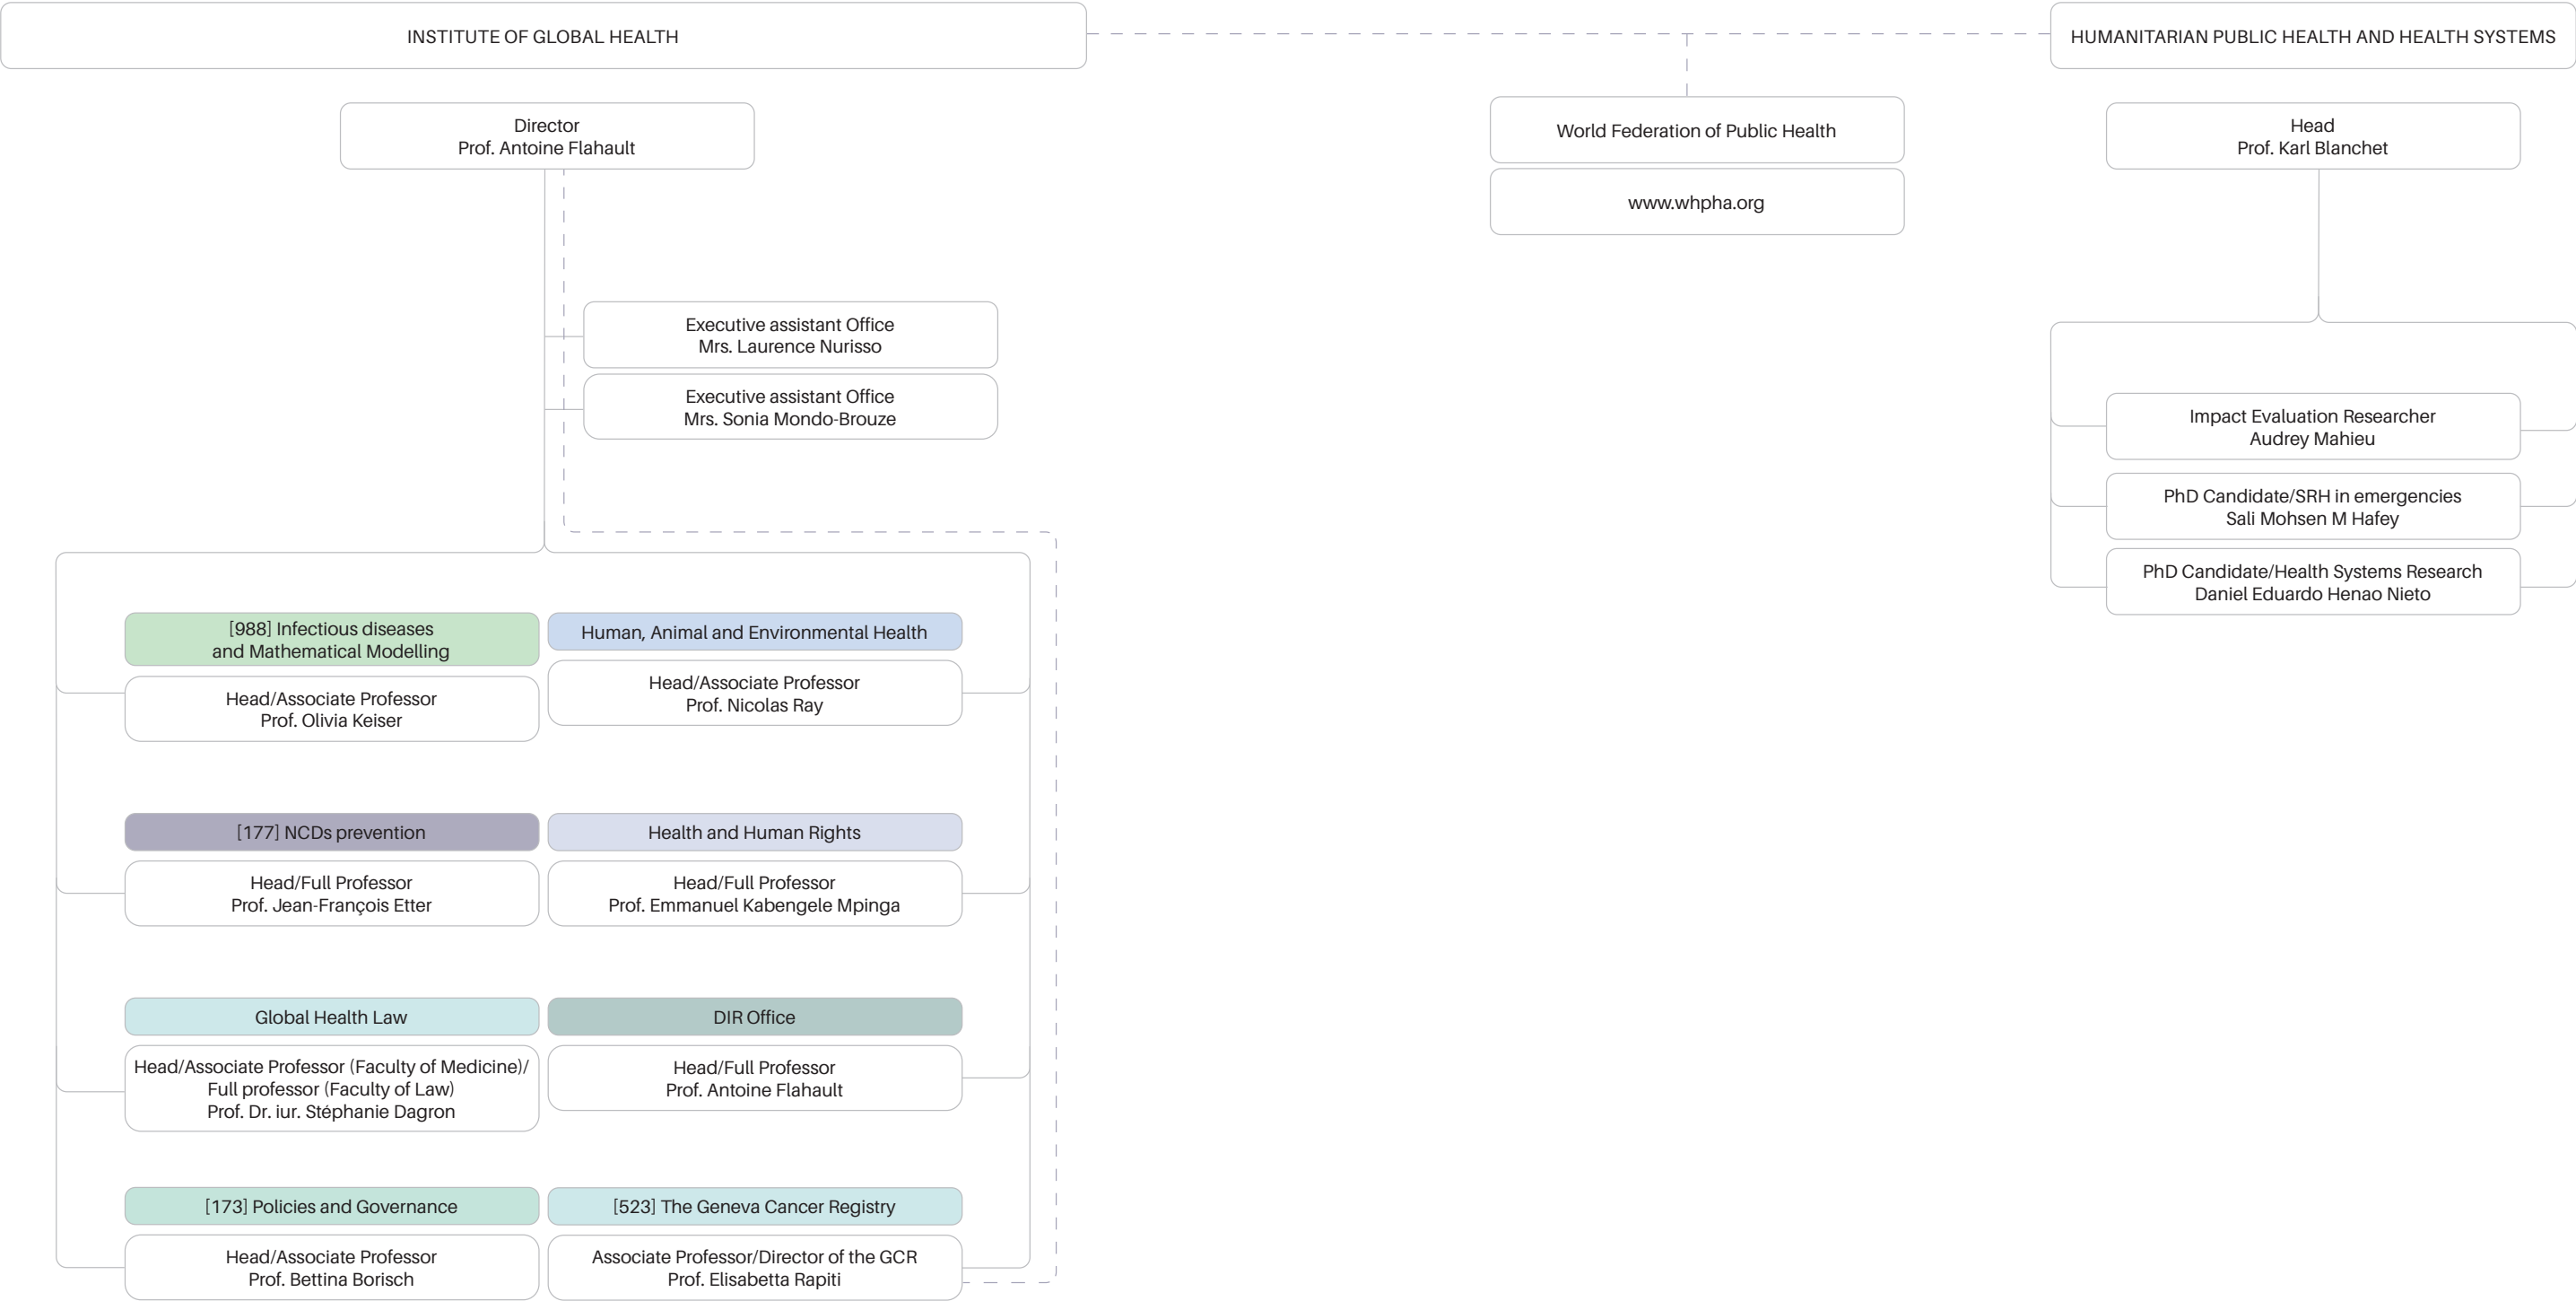 INSTITUTE OF GLOBAL HEALTH
HUMANITARIAN PUBLIC HEALTH AND HEALTH SYSTEMS
Director
Prof. Antoine Flahault
World Federation of Public Health
www.whpha.org
Head
Prof. Karl Blanchet
Executive assistant Office
Mrs. Laurence Nurisso
Executive assistant Office
Mrs. Sonia Mondo-Brouze
Impact Evaluation Researcher
Audrey Mahieu
PhD Candidate/SRH in emergencies
Sali Mohsen M Hafey
PhD Candidate/Health Systems Research
Daniel Eduardo Henao Nieto
[988] Infectious diseases
and Mathematical Modelling
Head/Associate Professor
Prof. Olivia Keiser
Human, Animal and Environmental Health
Head/Associate Professor
Prof. Nicolas Ray
[177] NCDs prevention
Head/Full Professor
Prof. Jean-François Etter
Health and Human Rights
Head/Full Professor
Prof. Emmanuel Kabengele Mpinga
Global Health Law
Head/Associate Professor (Faculty of Medicine)/
Full professor (Faculty of Law)
Prof. Dr. iur. Stéphanie Dagron
DIR Office
Head/Full Professor
Prof. Antoine Flahault
[173] Policies and Governance
Head/Associate Professor
Prof. Bettina Borisch
[523] The Geneva Cancer Registry
Associate Professor/Director of the GCR
Prof. Elisabetta Rapiti